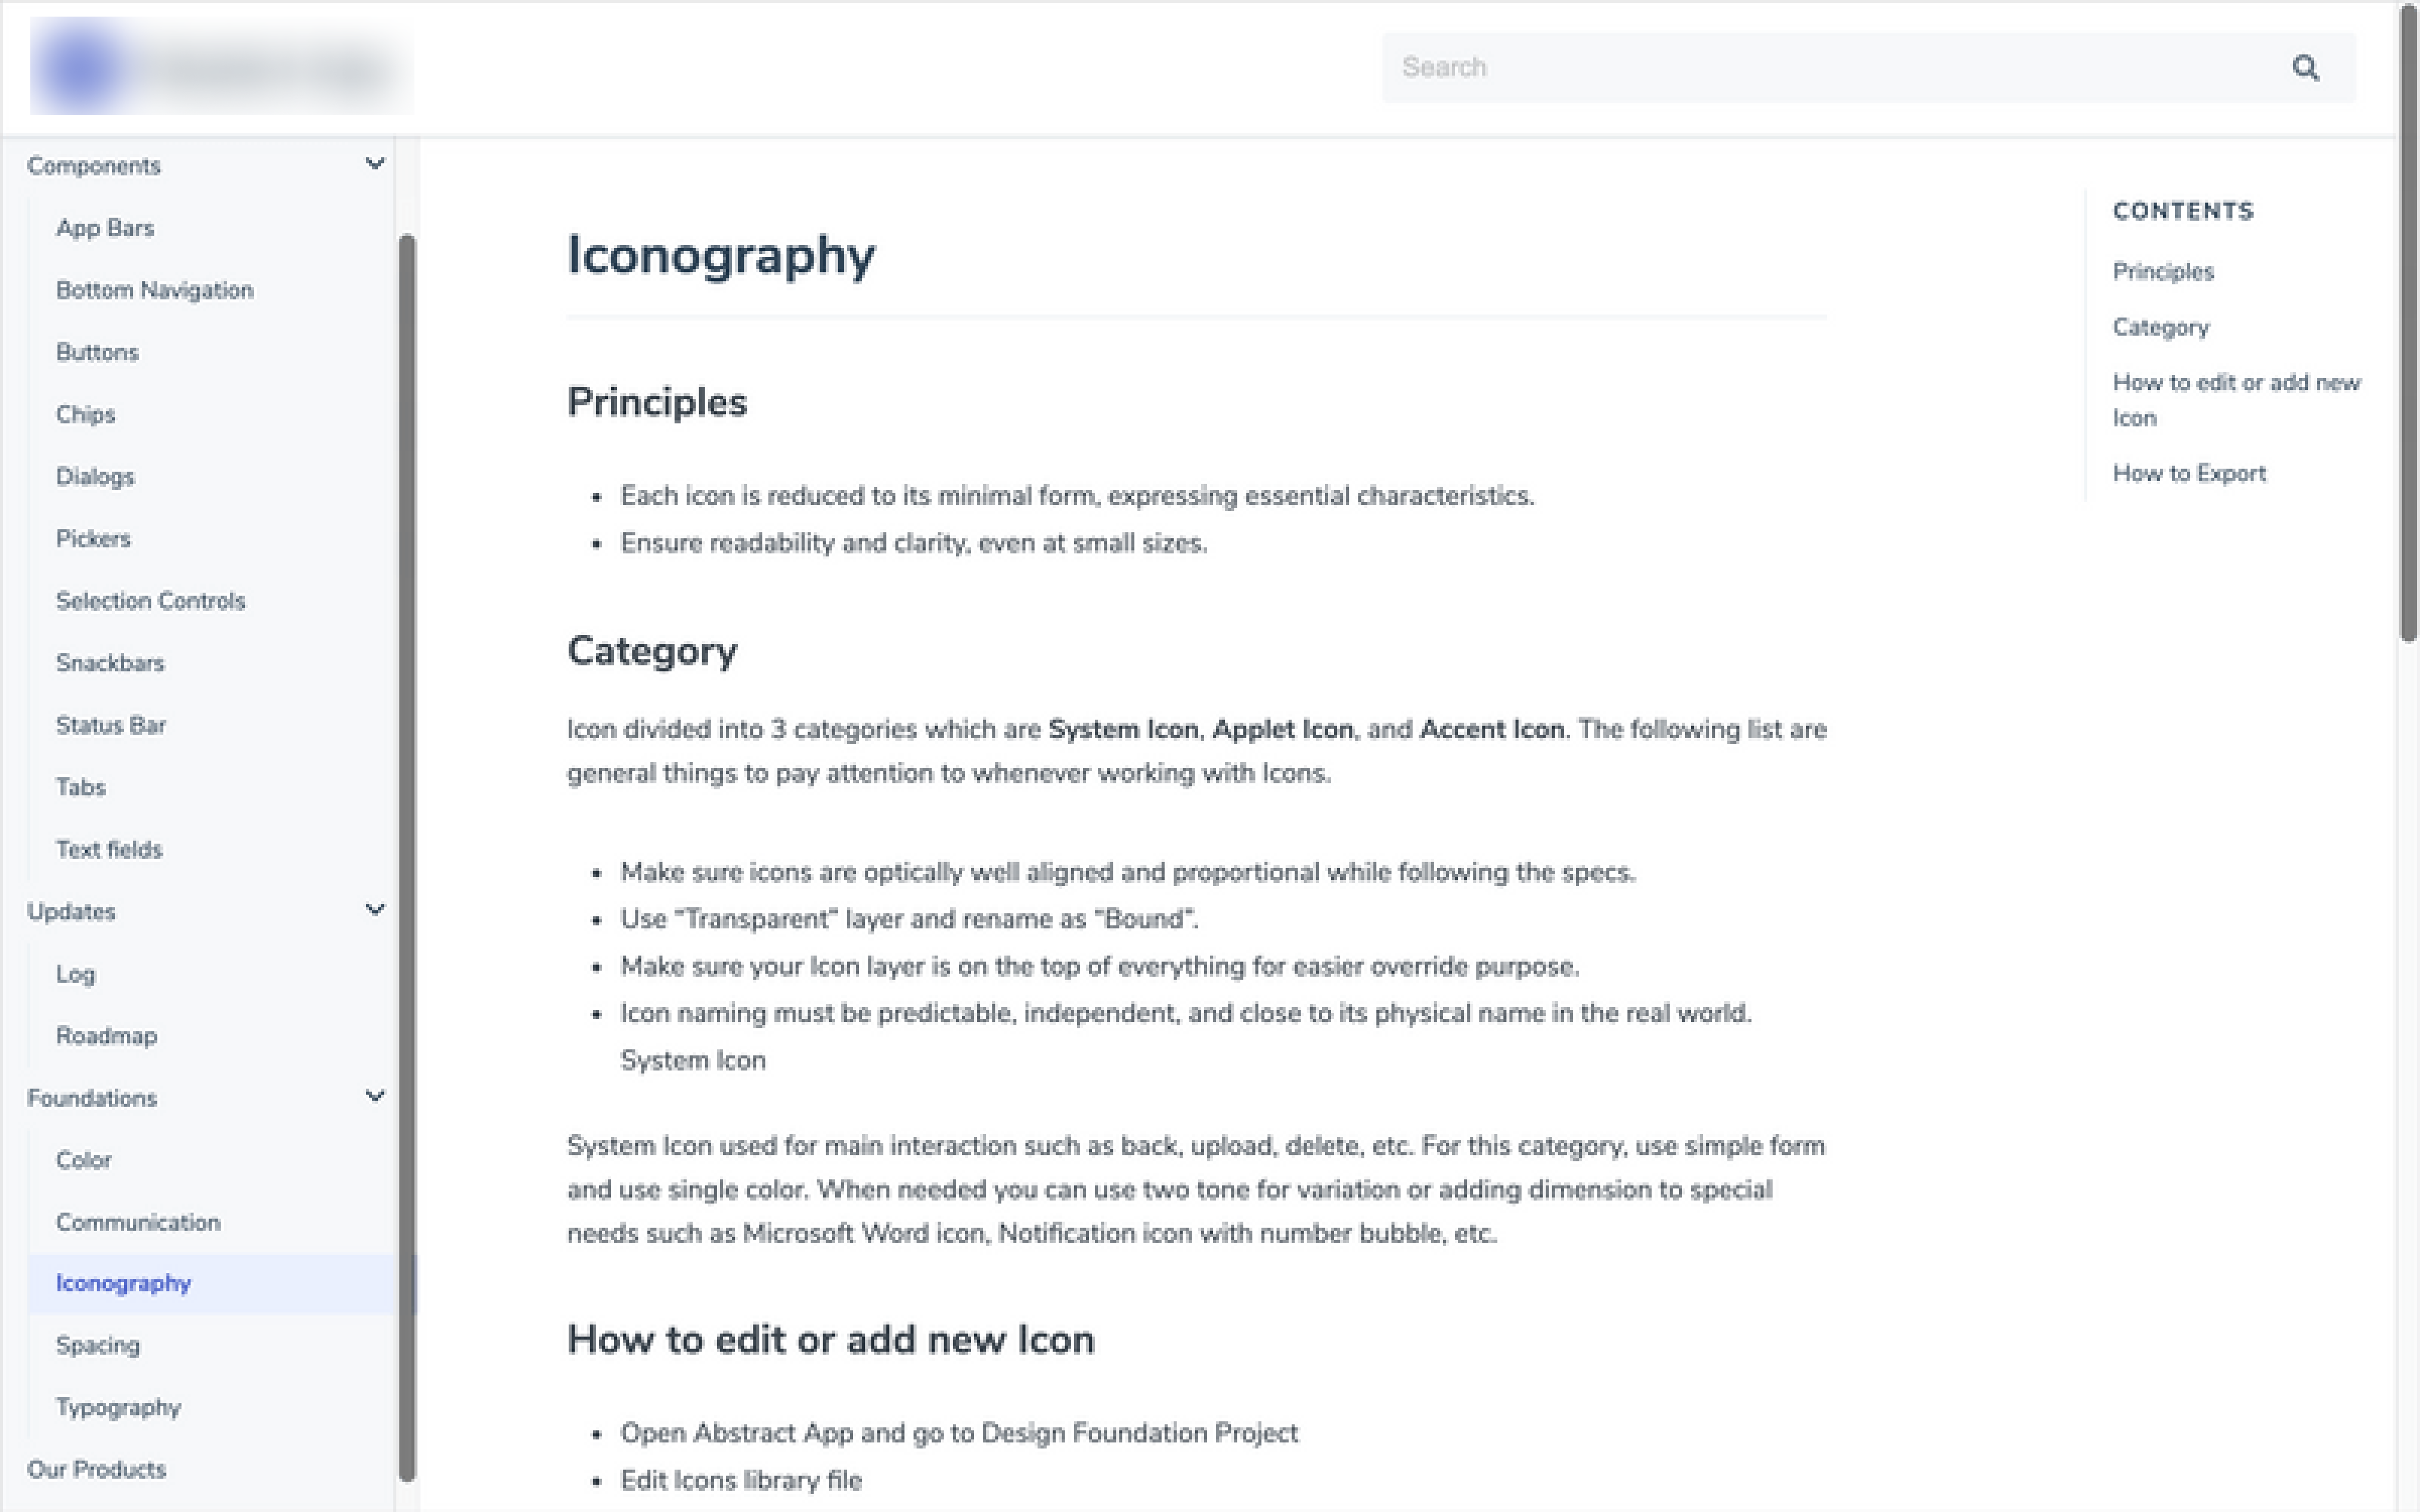 Search
Components
App Bars
Bottom Navigation
Buttons
Chips
Dialogs
Pickers
Selection Controls
Snackbars
Status Bar
Tabs
Text fields
Updates
Log
Roadmap
Foundations
Color
Communication
Iconography
Spacing
Typography
Our Products
Iconography
Principles
• Each icon is reduced to its minimal form, expressing essential characteristics.
• Ensure readability and clarity, even at small sizes.
Category
Icon divided into 3 categories which are System Icon, Applet Icon, and Accent Icon. The following list are
general things to pay attention to whenever working with Icons.
• Make sure icons are optically well aligned and proportional while following the specs.
• Use “Transparent” layer and rename as “Bound”.
• Make sure your Icon layer is on the top of everything for easier override purpose.
• Icon naming must be predictable, independent, and close to its physical name in the real world.
System Icon
System Icon used for main interaction such as back, upload, delete, etc. For this category, use simple form
and use single color. When needed you can use two tone for variation or adding dimension to special
needs such as Microsoft Word icon, Notification icon with number bubble, etc.
How to edit or add new Icon
• Open Abstract App and go to Design Foundation Project
• Edit Icons library file
CONTENTS
Principles
Category
How to edit or add new
Icon
How to Export